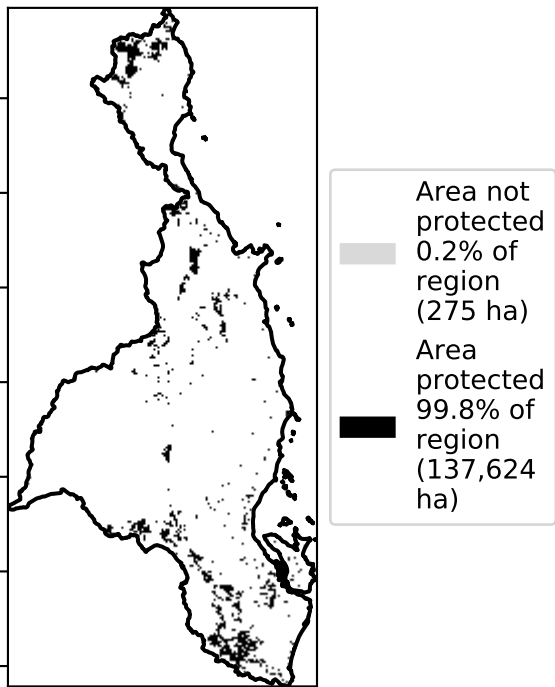 Area not
protected
0.2% of
region
(275 ha)
Area
protected
99.8% of
region
(137,624
ha)